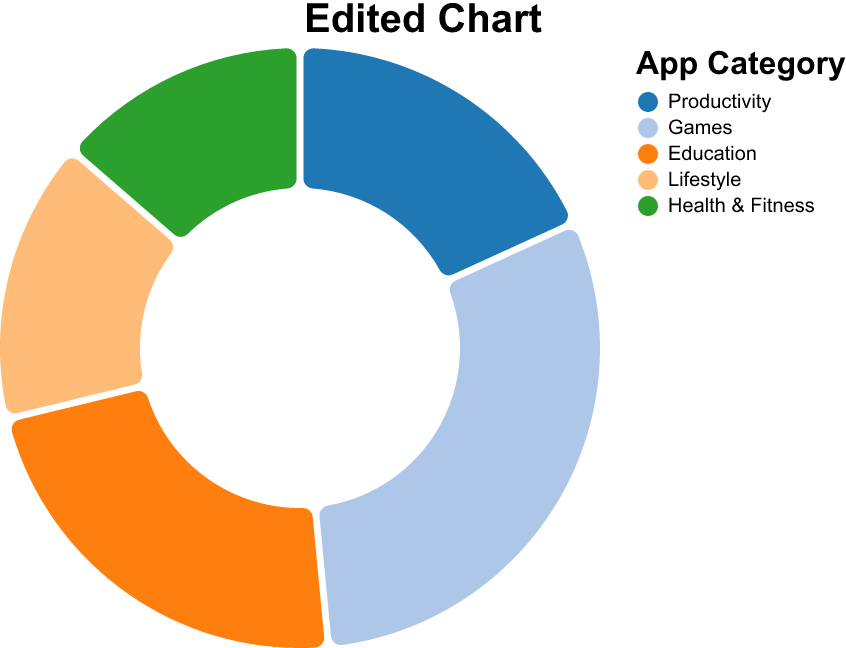 Edited Chart
App Category
Productivity
Games
Education
Lifestyle
Health & Fitness